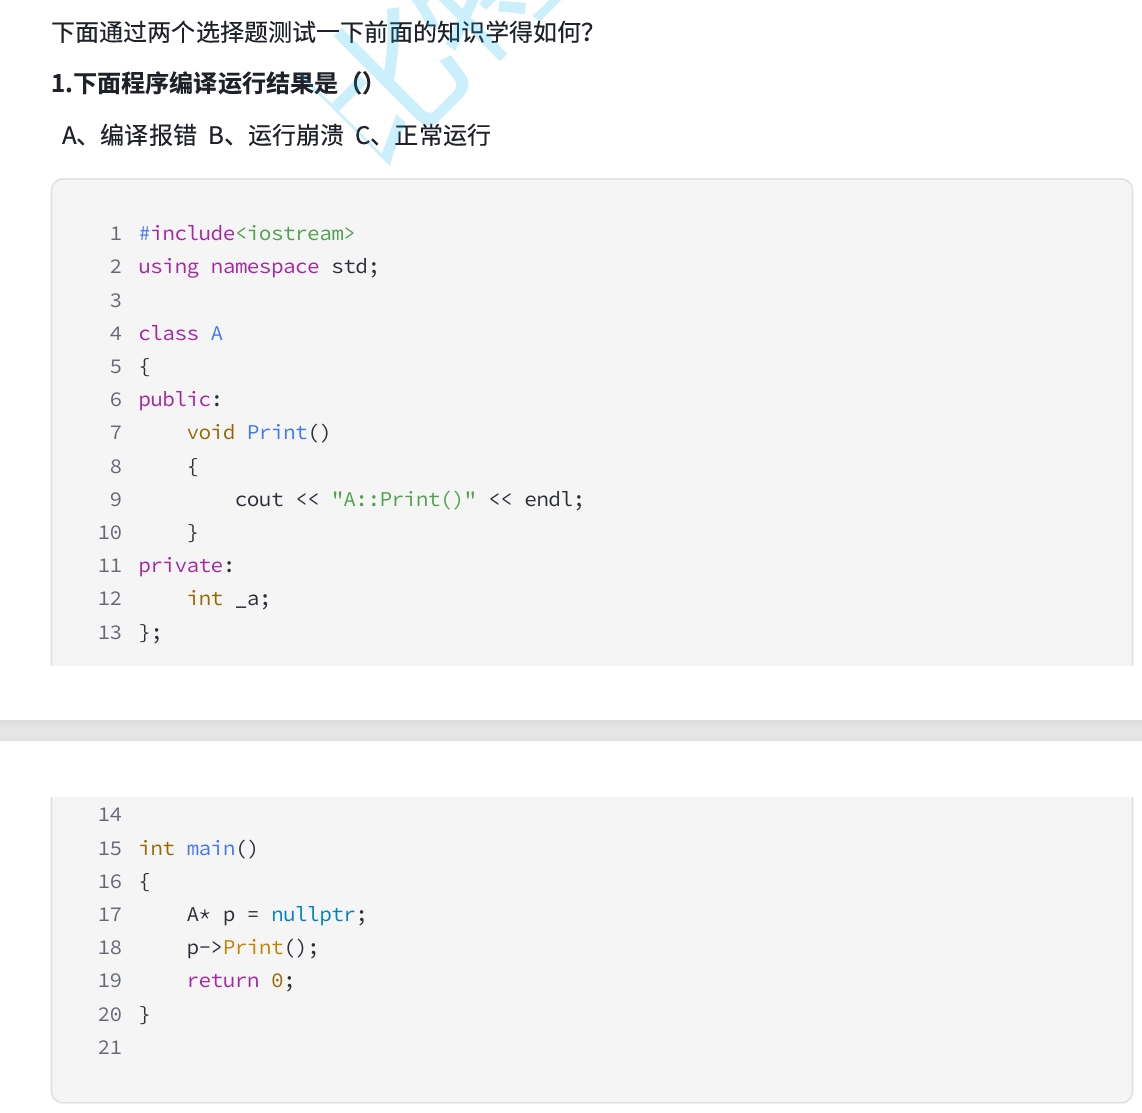 下面通过两个选择题测试一下前面的知识学得如何？
1.下面程序编译运行结果是（）
A、编译报错 B、运行崩溃 C、正常运行
1 #include<iostream>
2 using namespace std;
3
4 class A
5 {
6 public:
7     void Print()
8     {
9         cout << "A::Print()" << endl;
10     }
11 private:
12     int _a;
13 };
14
15 int main()
16 {
17     A* p = nullptr;
18     p->Print();
19     return 0;
20 }
21